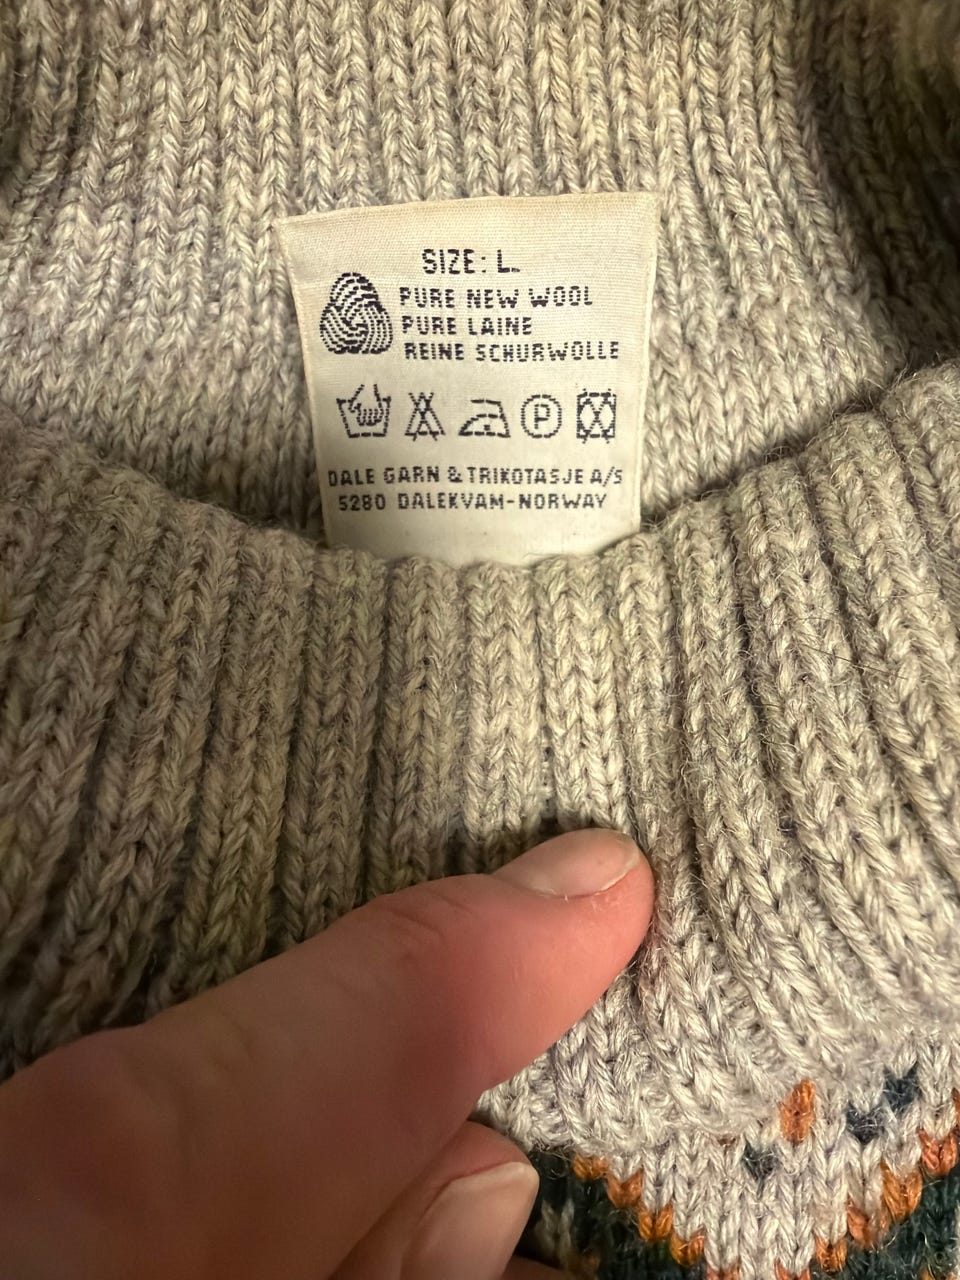 SIZE: L.
PURE NEW WOOL
PURE LAINE
REINE SCHURWOLLE
P
DALE GARN & TRIKOTASJE A/S
5280 DALEKVAM-NORWAY